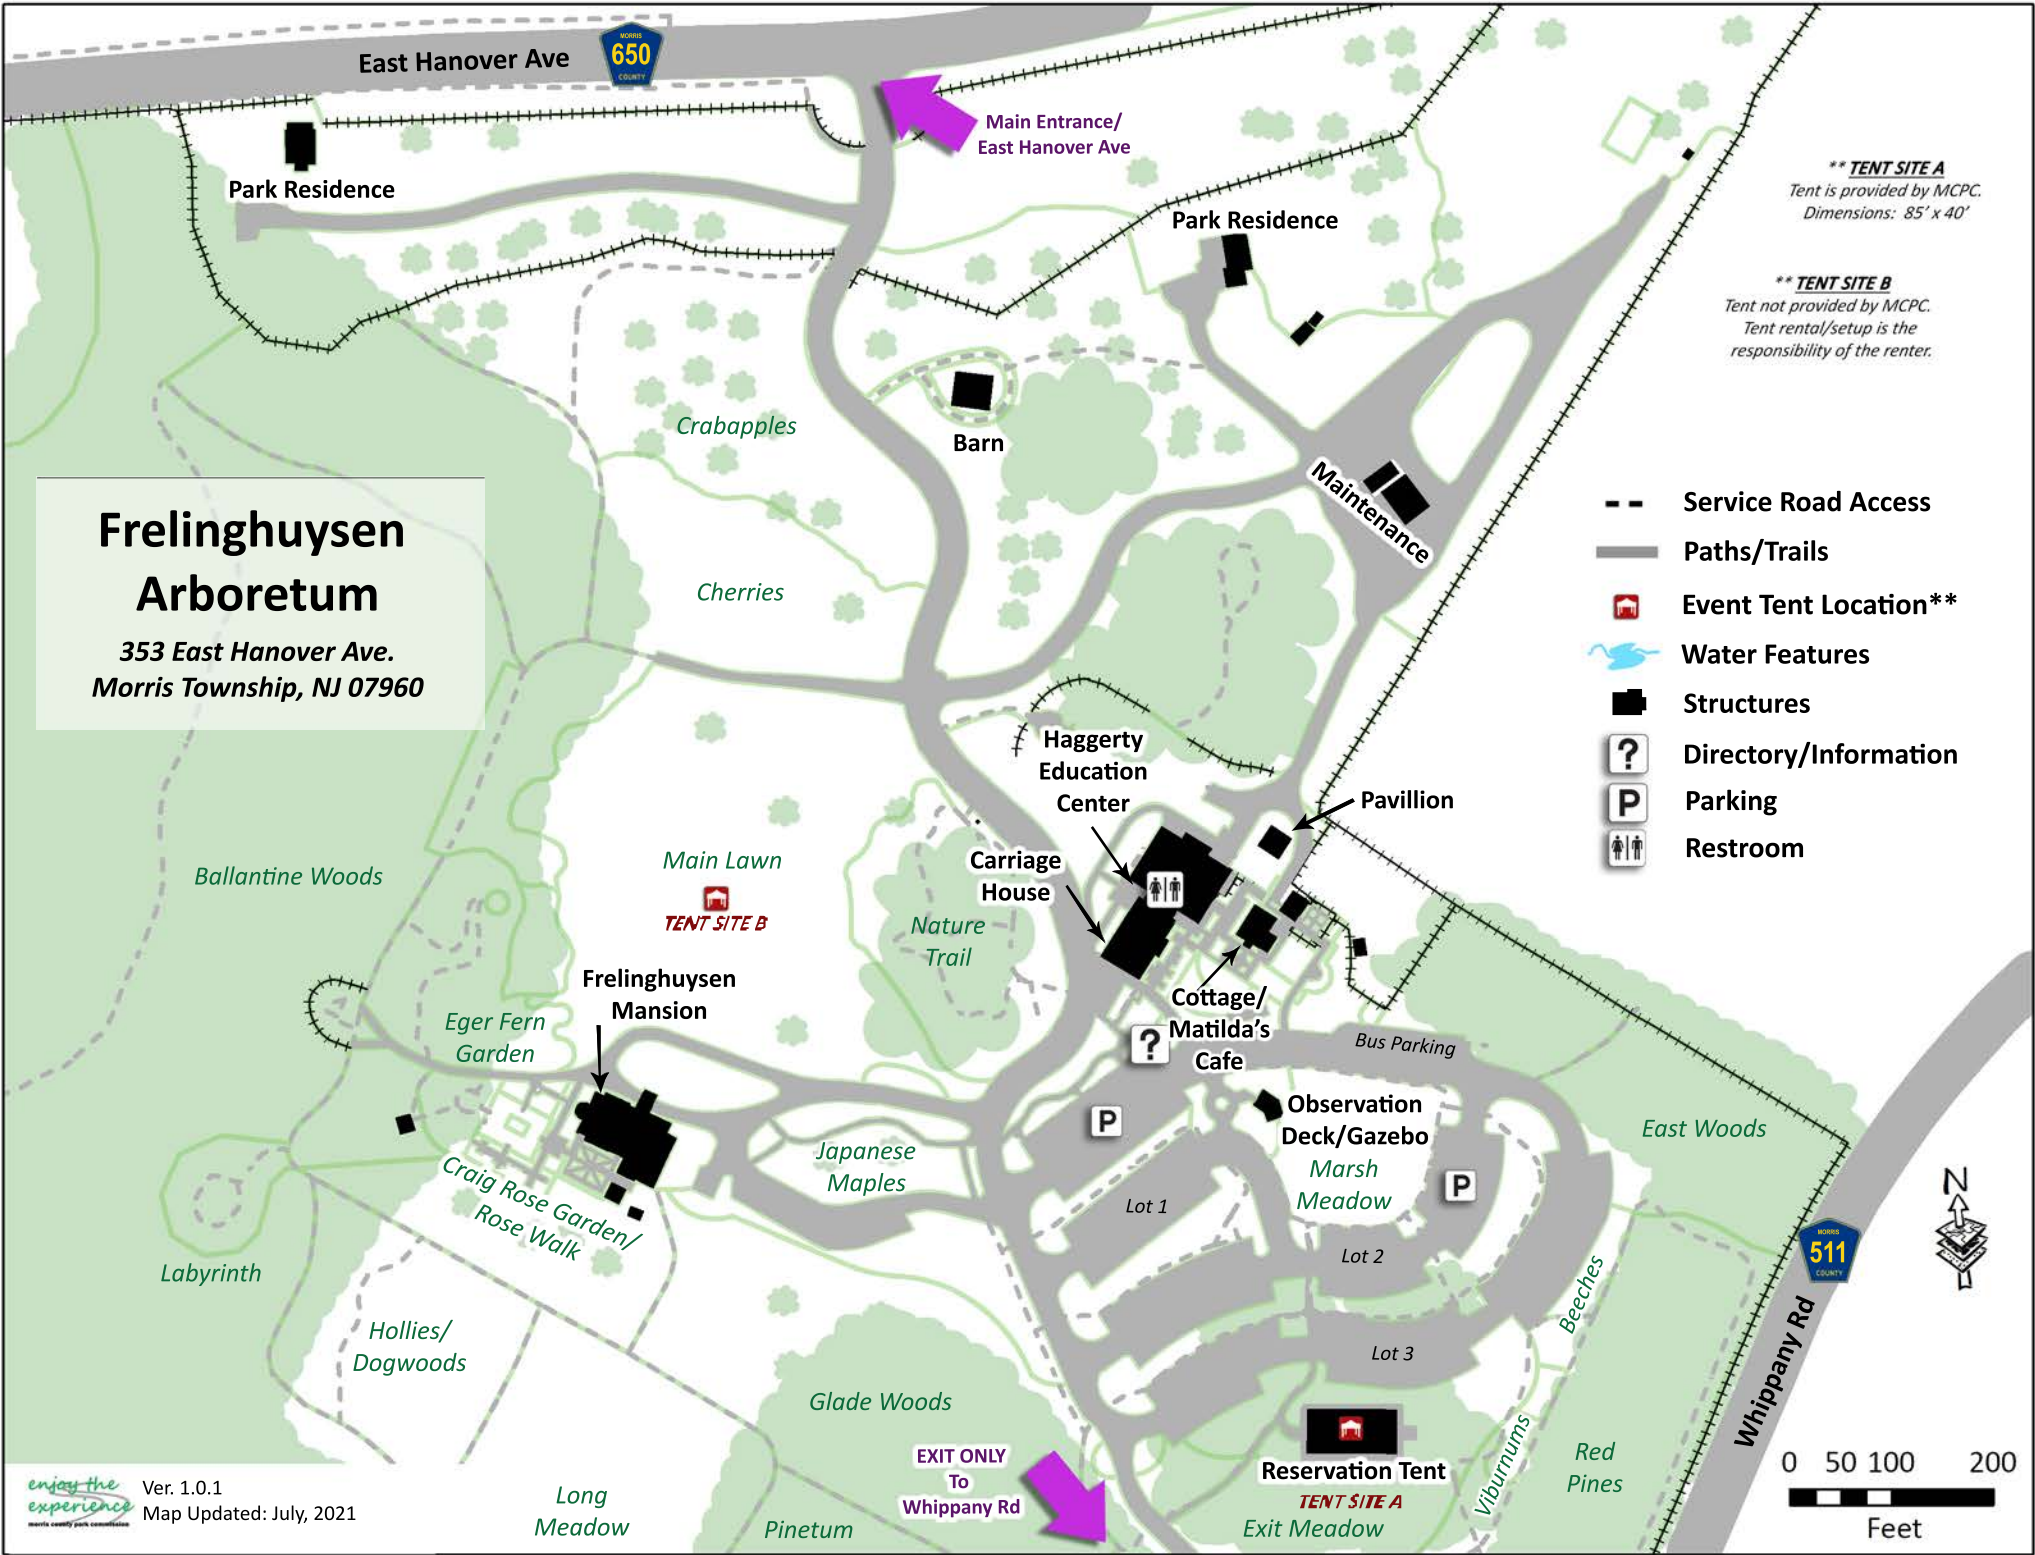 East Hanover Ave
MORRIS
650
COUNTY
Main Entrance/
East Hanover Ave
Park Residence
Park Residence
** TENT SITE A
Tent is provided by MCPC.
Dimensions: 85' x 40'
** TENT SITE B
Tent not provided by MCPC.
Tent rental/setup is the
responsibility of the renter.
Crabapples
Barn
Maintenance
Frelinghuysen
Arboretum
353 East Hanover Ave.
Morris Township, NJ 07960
Service Road Access
Paths/Trails
Event Tent Location**
Water Features
Structures
?
Directory/Information
P
Parking
Restroom
Cherries
Haggerty
Education
Center
Pavillion
Carriage
House
Ballantine Woods
Main Lawn
TENT SITE B
Nature
Trail
Frelinghuysen
Mansion
Eger Fern
Garden
Cottage/
Matilda's
Cafe
?
Bus Parking
P
Observation
Deck/Gazebo
Marsh
Meadow
P
East Woods
Japanese
Maples
Craig Rose Garden/
Rose Walk
Labyrinth
Lot 1
Lot 2
Lot 3
Beeches
N
MORRIS
511
COUNTY
Whippany Rd
Hollies/
Dogwoods
Glade Woods
EXIT ONLY
To
Whippany Rd
Reservation Tent
TENT SITE A
Exit Meadow
Viburnums
Red
Pines
Long
Meadow
Pinetum
enjoy the
experience
morris county park commission
Ver. 1.0.1
Map Updated: July, 2021
0 50 100 200
Feet